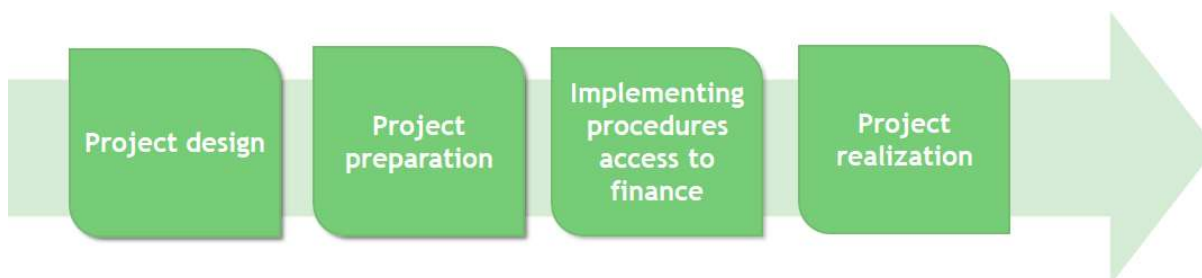 Project design
Project
preparation
Implementing
procedures
access to
finance
Project
realization